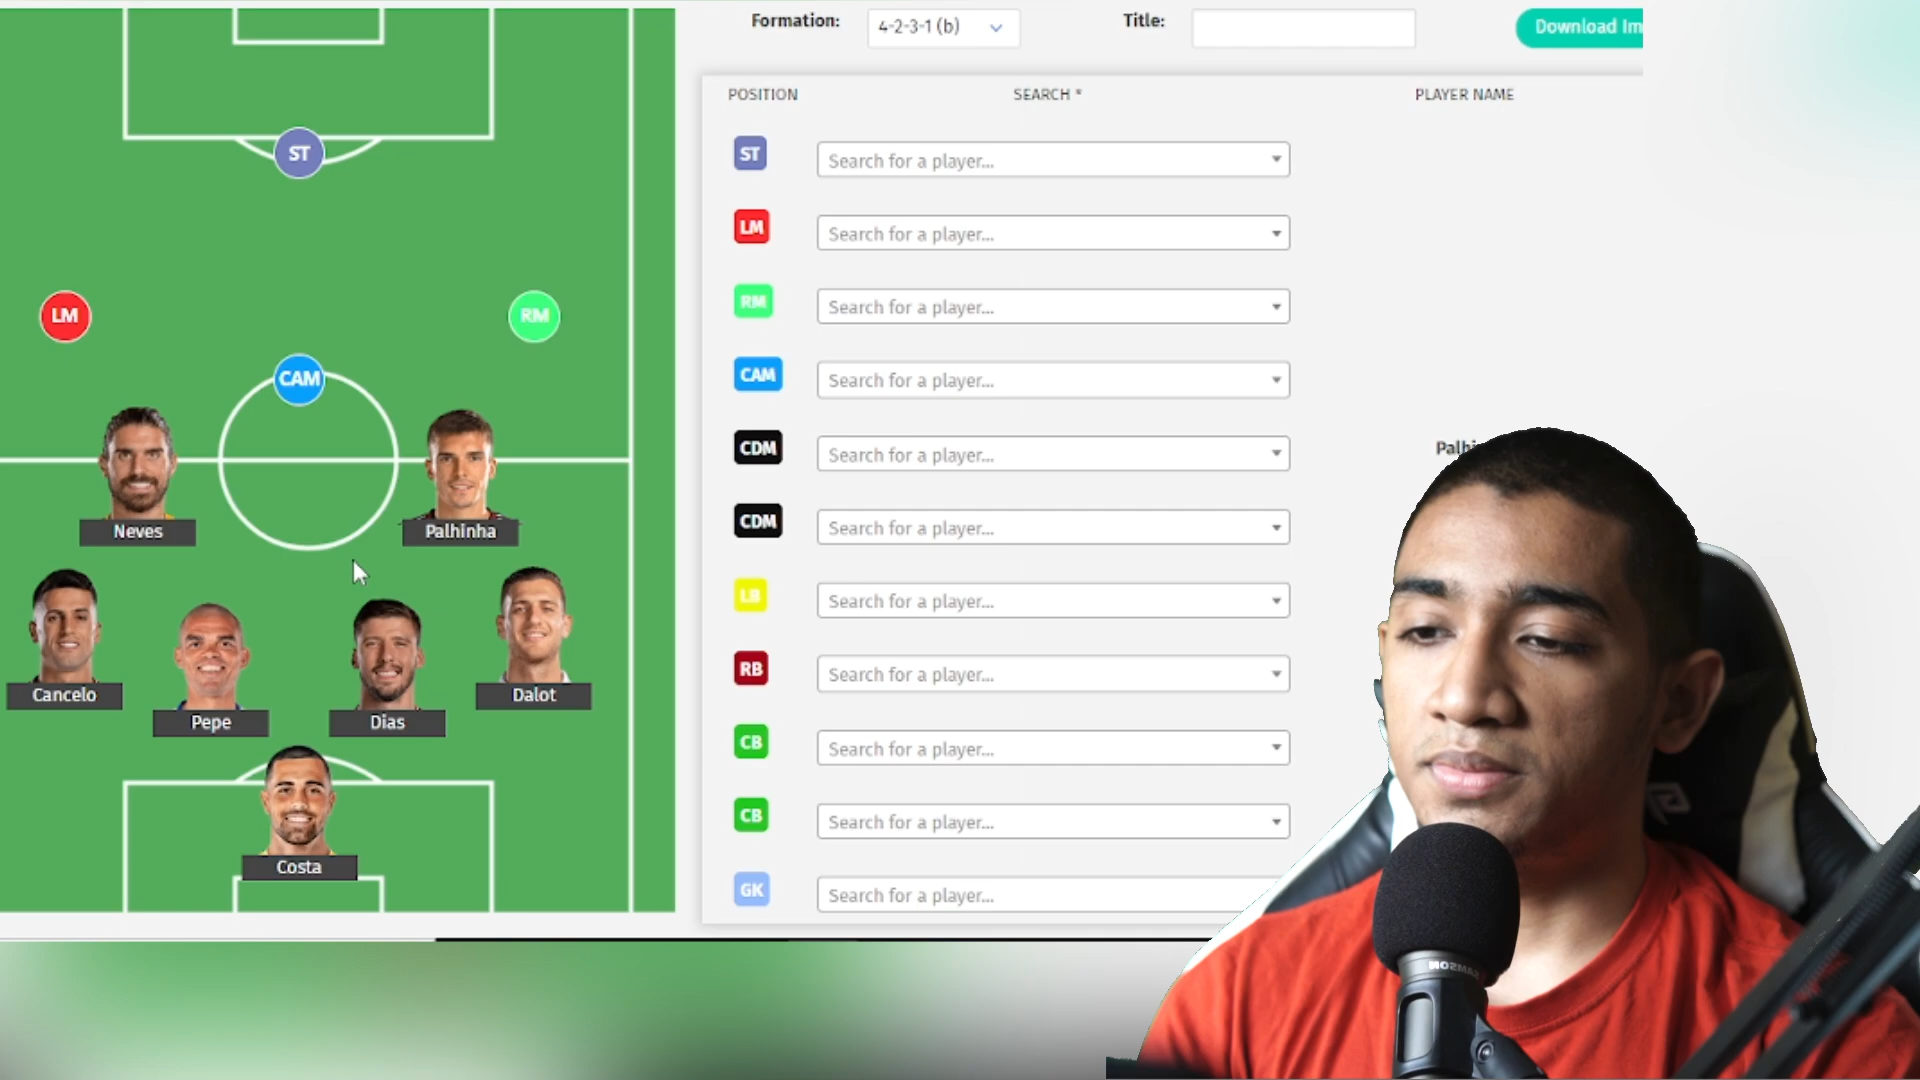 Formation:
4-2-3-1 (b)
Title:
Download Im
POSITION
SEARCH *
PLAYER NAME
ST
LM
RM
CAM
Neves
Palhinha
Cancelo
Pepe
Dias
Dalot
Costa
ST
Search for a player...
LM
Search for a player...
RM
Search for a player...
CAM
Search for a player...
CDM
Search for a player...
Palhi
CDM
Search for a player...
LB
Search for a player...
RB
Search for a player...
CB
Search for a player...
CB
Search for a player...
GK
Search for a player...
SAMSON